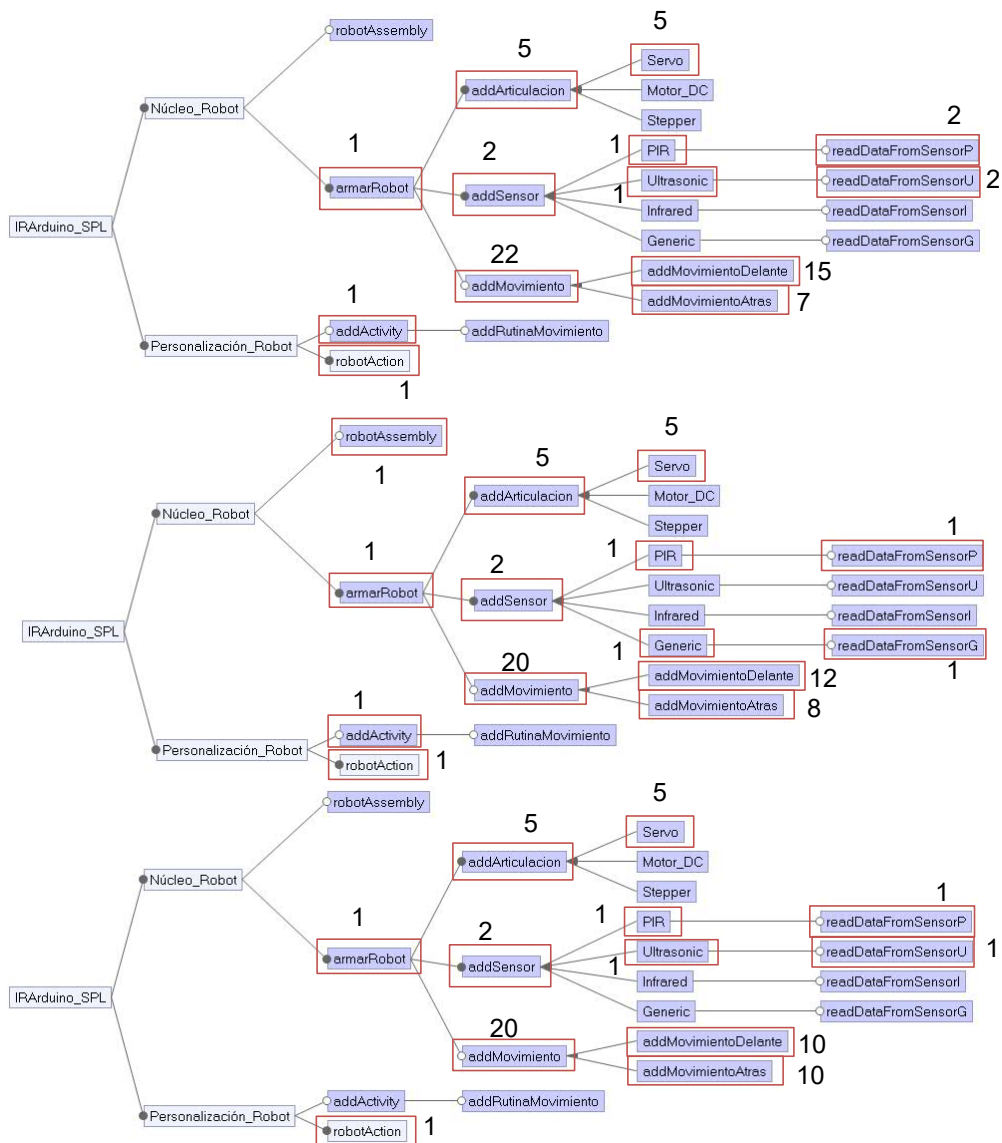 5
5
robotAssembly
Servo
addArticulacion
Motor_DC
Núcleo_Robot
Stepper
1
2
1
2
PIR
readDataFromSensorP
armarRobot
addSensor
Ultrasonic
readDataFromSensorU
2
1
Infrared
readDataFromSensorI
IRArduino_SPL
Generic
readDataFromSensorG
22
addMovimientoDelante
15
addMovimiento
1
addMovimientoAtras
7
addActivity
addRutinaMovimiento
Personalización_Robot
robotAction
1
5
5
robotAssembly
1
Servo
addArticulacion
Motor_DC
Núcleo_Robot
Stepper
1
1
2
1
PIR
readDataFromSensorP
armarRobot
addSensor
Ultrasonic
readDataFromSensorU
Infrared
readDataFromSensorI
IRArduino_SPL
1
Generic
readDataFromSensorG
20
1
addMovimientoDelante
12
addMovimiento
1
addMovimientoAtras
8
addActivity
addRutinaMovimiento
Personalización_Robot
robotAction
1
5
5
robotAssembly
Servo
addArticulacion
Motor_DC
Núcleo_Robot
Stepper
1
1
2
1
PIR
readDataFromSensorP
armarRobot
addSensor
Ultrasonic
readDataFromSensorU
1
1
Infrared
readDataFromSensorI
IRArduino_SPL
Generic
readDataFromSensorG
20
addMovimientoDelante
10
addMovimiento
addMovimientoAtras
10
addActivity
addRutinaMovimiento
Personalización_Robot
robotAction
1